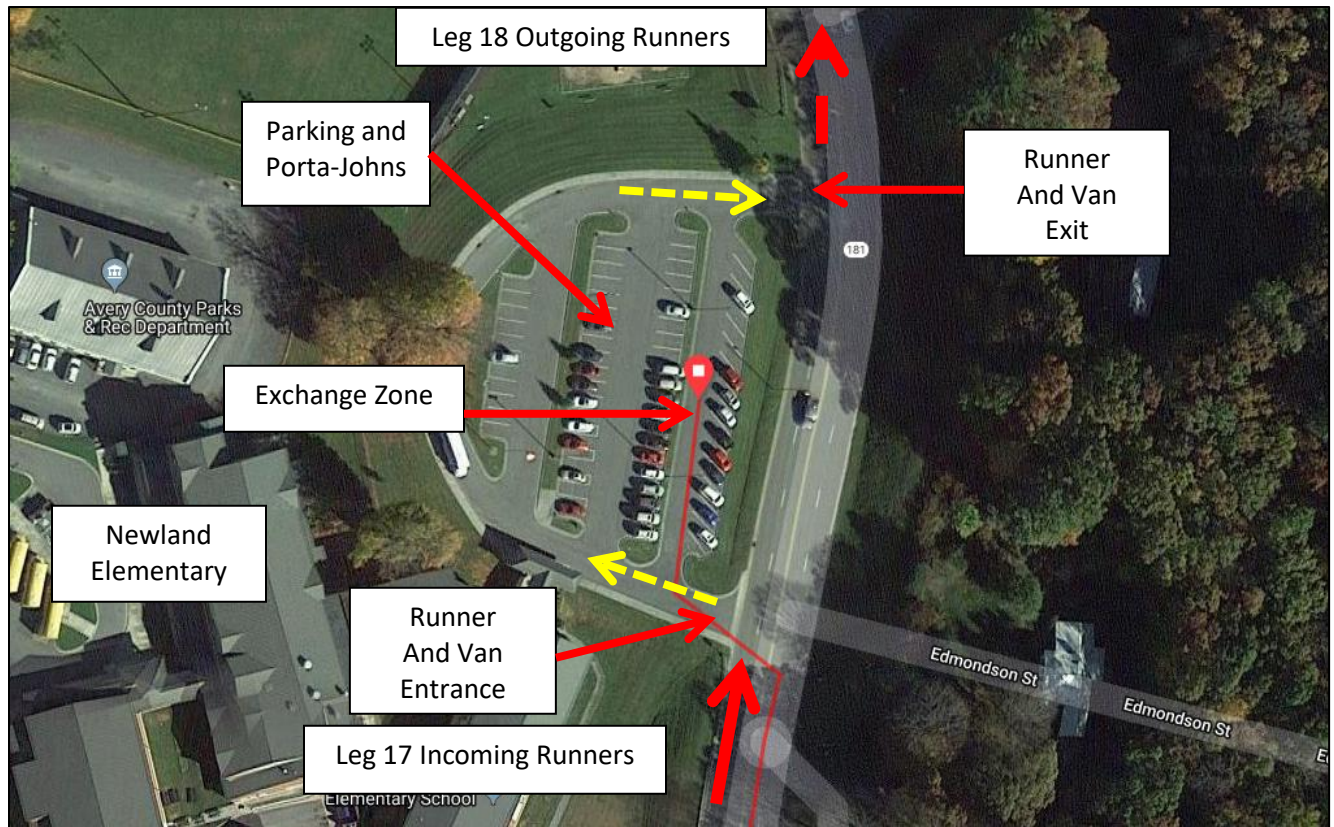 Leg 18 Outgoing Runners
Parking and
Porta-Johns
Runner
And Van
Exit
181
Avery County Parks
& Rec Department
Exchange Zone
Newland
Elementary
Runner
And Van
Entrance
Edmondson St
Edmondson St
Leg 17 Incoming Runners
Elementary School